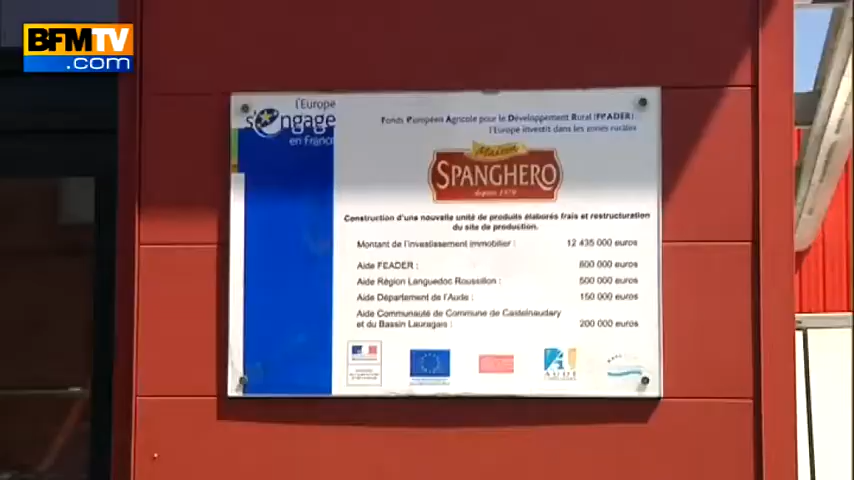 BFMTV
.com
l'Europe
s'engage
en France
Fonds Européen Agricole pour le Développement Rural (FEADER)
l'Europe investit dans les zones rurales
Maison
SPANGHERO
depuis 1970
Construction d'une nouvelle unité de produits élaborés frais et restructuration
du site de production.
Montant de l'investissement immobilier : 12 435 000 euros
Aide FEADER : 600 000 euros
Aide Région Languedoc Roussillon : 500 000 euros
Aide Département de l'Aude : 150 000 euros
Aide Communauté de Commune de Castelnaudary
et du Bassin Lauragais : 200 000 euros
AUDE